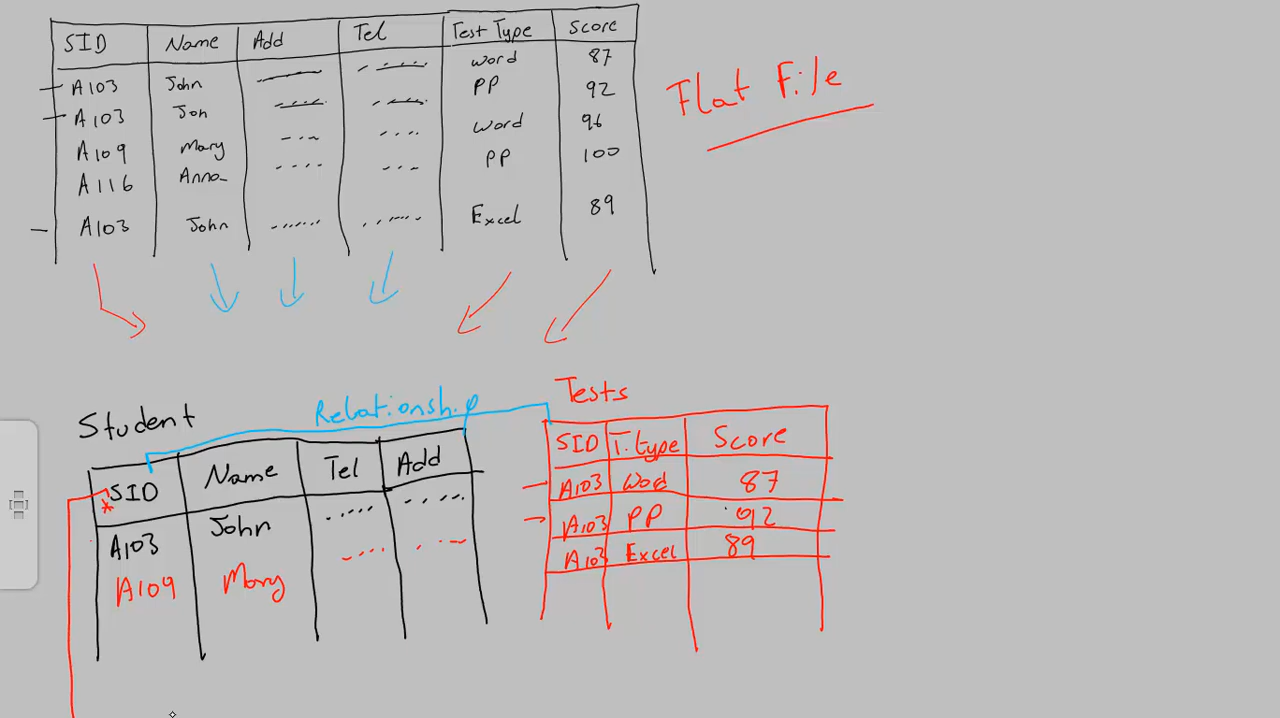 SID Name Add Tel Test Type Score
A103 John Word 87
A103 Jon PP 92
A109 Mary Word 96
A116 Anna PP 100
A103 John Excel 89
Flat File
Student
Relationship
Tests
SID Name Tel Add
* A103 John
A109 Mary
SID T.type Score
A103 Word 87
A103 PP 92
A103 Excel 89